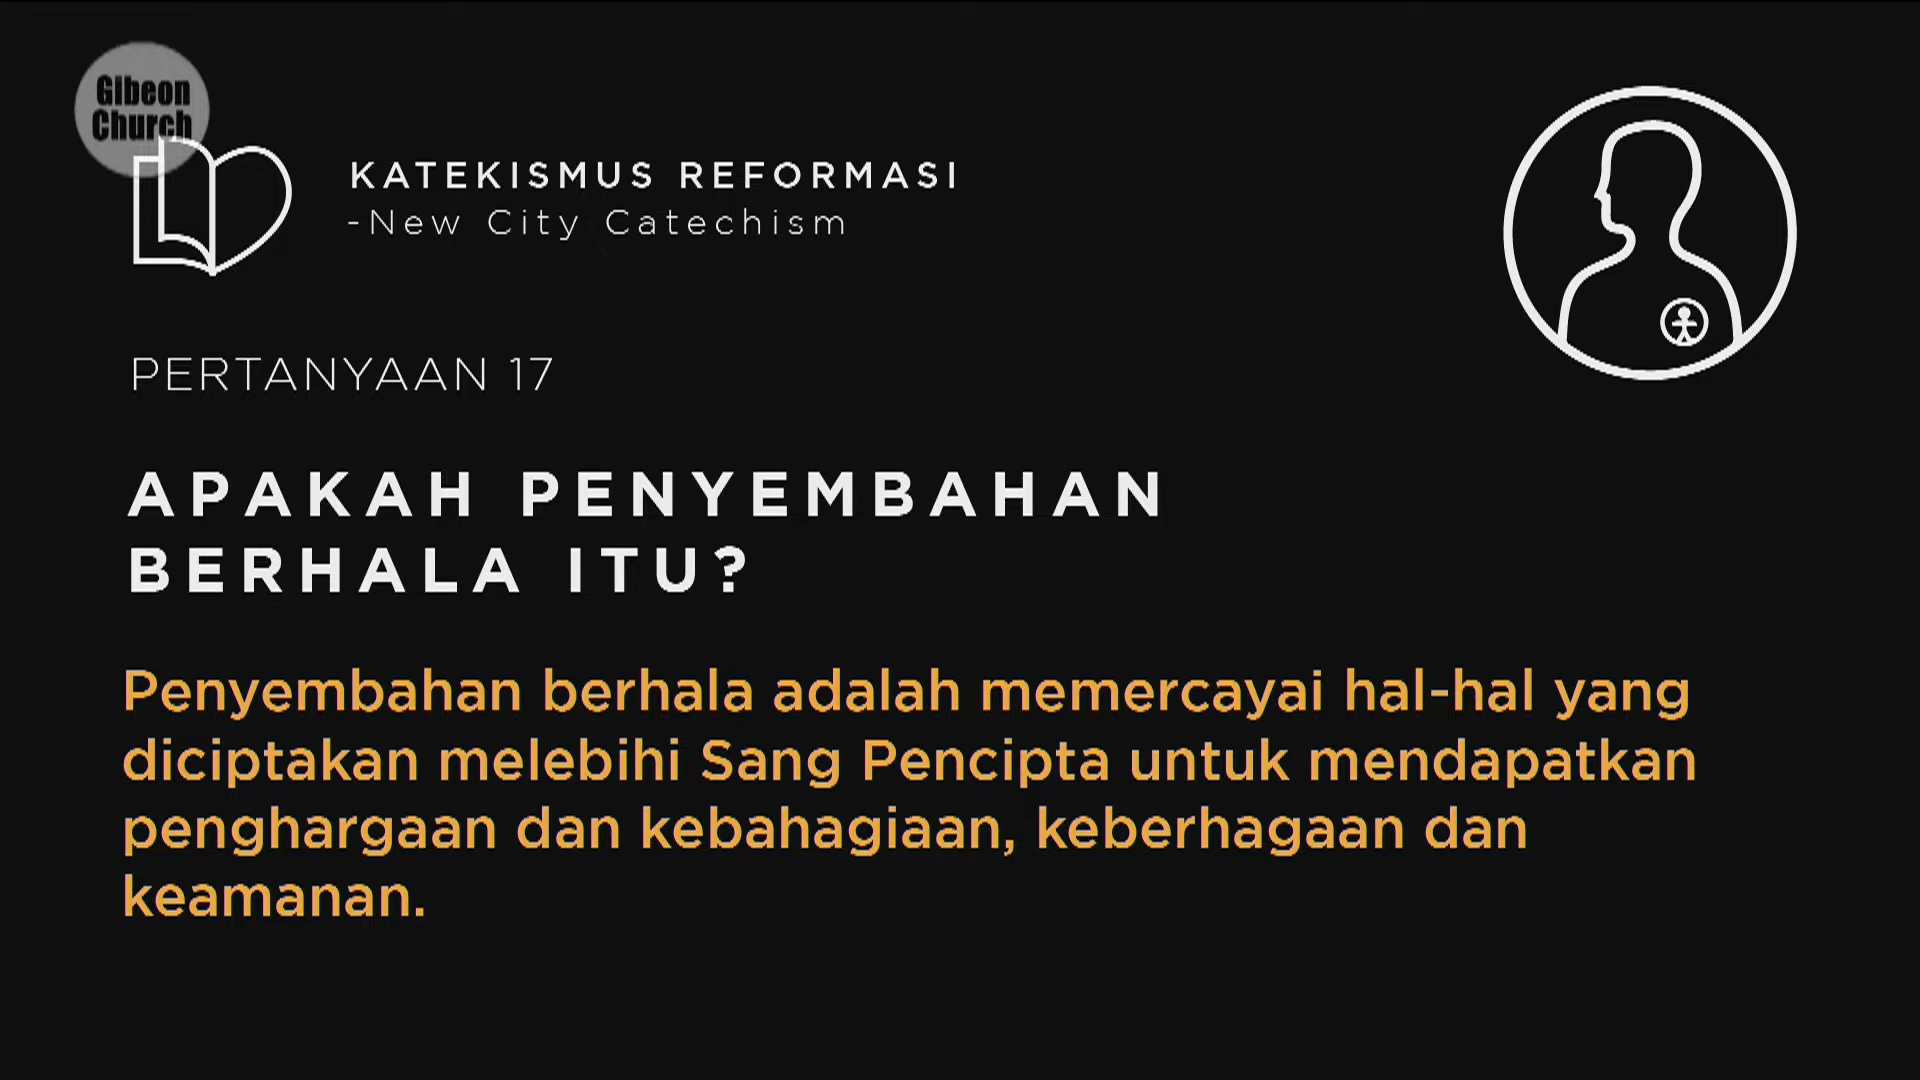 Gibeon
Church
KATEKISMUS REFORMASI
-New City Catechism
PERTANYAAN 17
APAKAH PENYEMBAHAN
BERHALA ITU?
Penyembahan berhala adalah memercayai hal-hal yang
diciptakan melebihi Sang Pencipta untuk mendapatkan
penghargaan dan kebahagiaan, keberhagaan dan
keamanan.